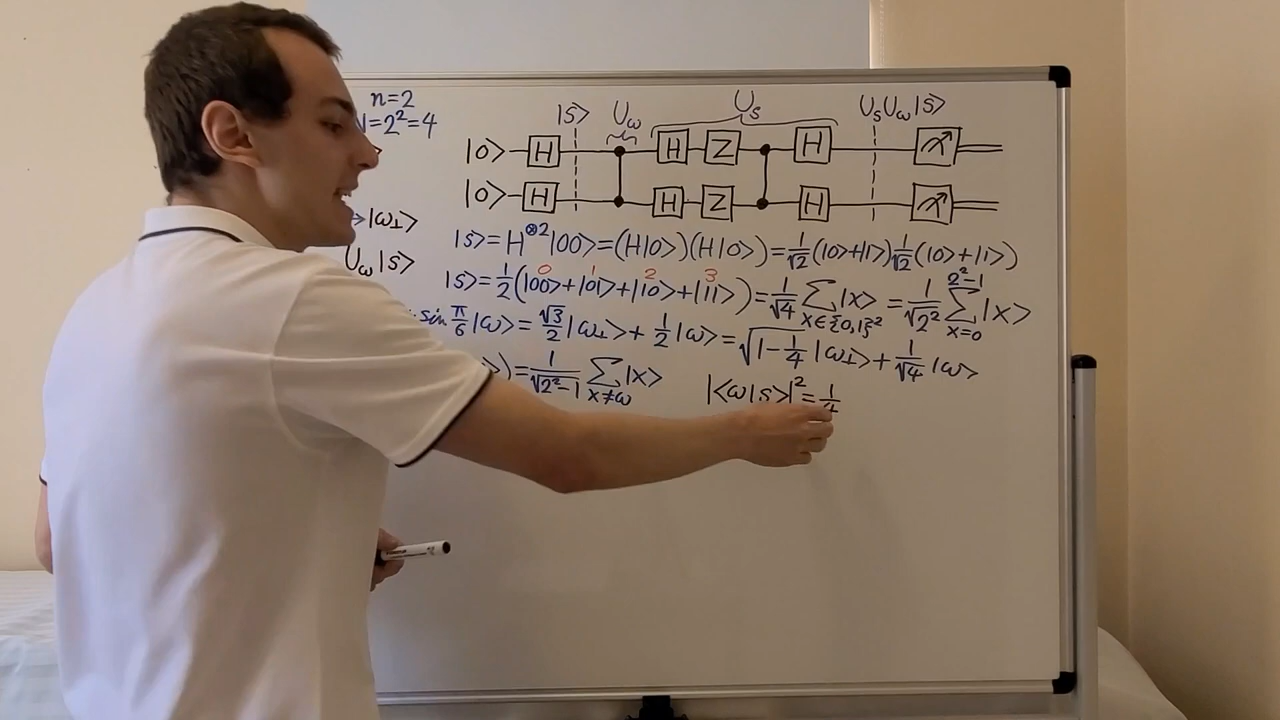 n=2
=2²=4
|ω⊥⟩
U_ω|s⟩
|s⟩ U_ω U_s U_sU_ω|s⟩
|0⟩ H H Z H
|0⟩ H H Z H
|s⟩=H^{⊗2}|00⟩=(H|0⟩)(H|0⟩)=1/√2(|0⟩+|1⟩)1/√2(|0⟩+|1⟩)
0 1 2 3
|s⟩=1/2(|00⟩+|01⟩+|10⟩+|11⟩)=1/√4 ∑_{x∈{0,1}²}|x⟩=1/√2² ∑_{x=0}^{2²-1}|x⟩
sin π/6|ω⟩=√3/2|ω⊥⟩+1/2|ω⟩=√1-1/4|ω⊥⟩+1/√4|ω⟩
⟩)=1/√2²-1 ∑_{x≠ω}|x⟩ |⟨ω|s⟩|²=1/4